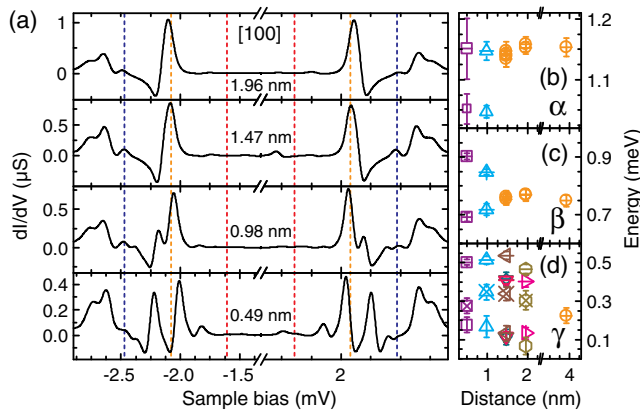 (a)
[100]
1
0
1.96 nm
0.5
0.0
1.47 nm
0.5
0
0.98 nm
0.4
0.2
0.0
0.49 nm
dI/dV (µS)
-2.5 -2.0 -1.5 2
Sample bias (mV)
1.2
1.1
(b)
α
0.9
0.7
(c)
β
0.5
0.3
0.1
(d)
γ
Energy (meV)
1 2 4
Distance (nm)